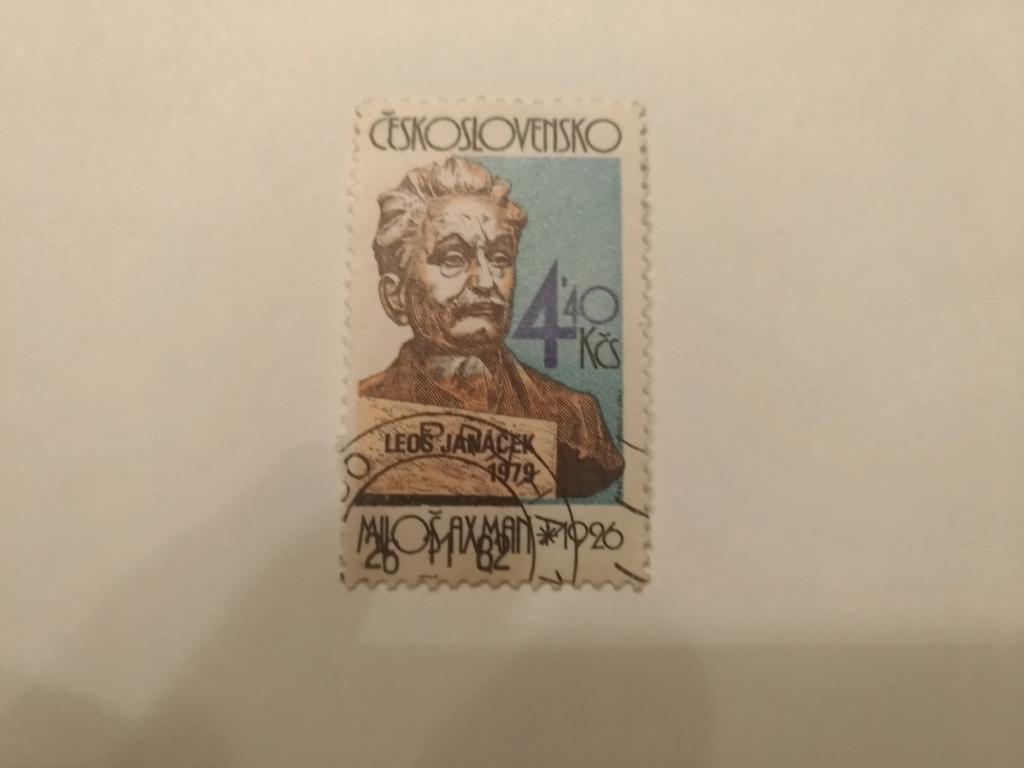 ČESKOSLOVENSKO
4'40
Kčs
LEOŠ JANÁČEK
1979
MILOŠ AXMAN *1926
26 11 82